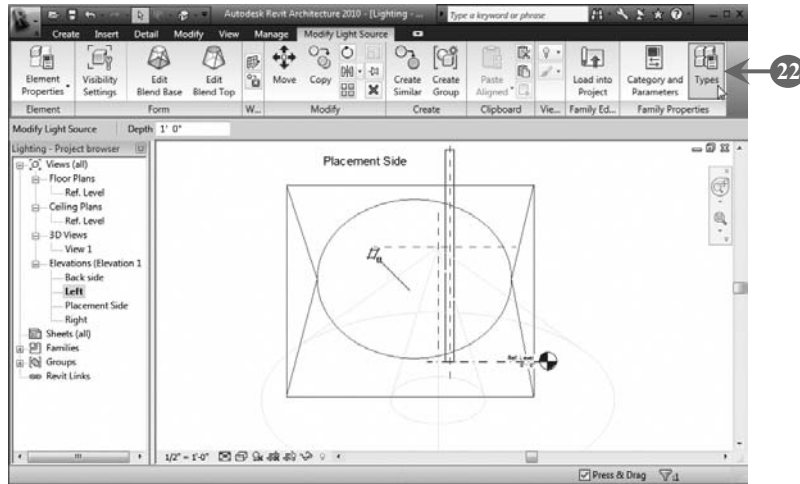 Autodesk Revit Architecture 2010 - [Lighting - ...
Type a keyword or phrase
Create Insert Detail Modify View Manage Modify Light Source
Element Properties
Visibility Settings
Edit Blend Base
Edit Blend Top
Move
Copy
Create Similar
Create Group
Paste Aligned
Load into Project
Category and Parameters
Types
22
Element
Form
W...
Modify
Create
Clipboard
Vie...
Family Ed...
Family Properties
Modify Light Source Depth 1' 0"
Lighting - Project browser
Views (all)
Floor Plans
Ref. Level
Ceiling Plans
Ref. Level
3D Views
View 1
Elevations (Elevation 1
Back side
Left
Placement Side
Right
Sheets (all)
Families
Groups
Revit Links
Placement Side
Ref. Level
1/2" = 1'-0"
Press & Drag
:1